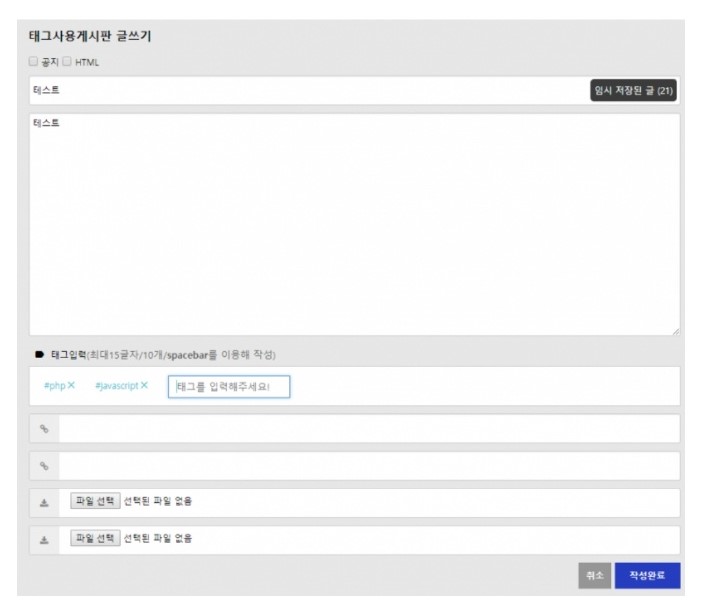 태그사용게시판 글쓰기
공지 HTML
테스트 임시 저장된 글 (21)
테스트
태그입력(최대15글자/10개/spacebar를 이용해 작성)
#php× #javascript× 태그를 입력해주세요!
파일 선택 선택된 파일 없음
파일 선택 선택된 파일 없음
취소 작성완료